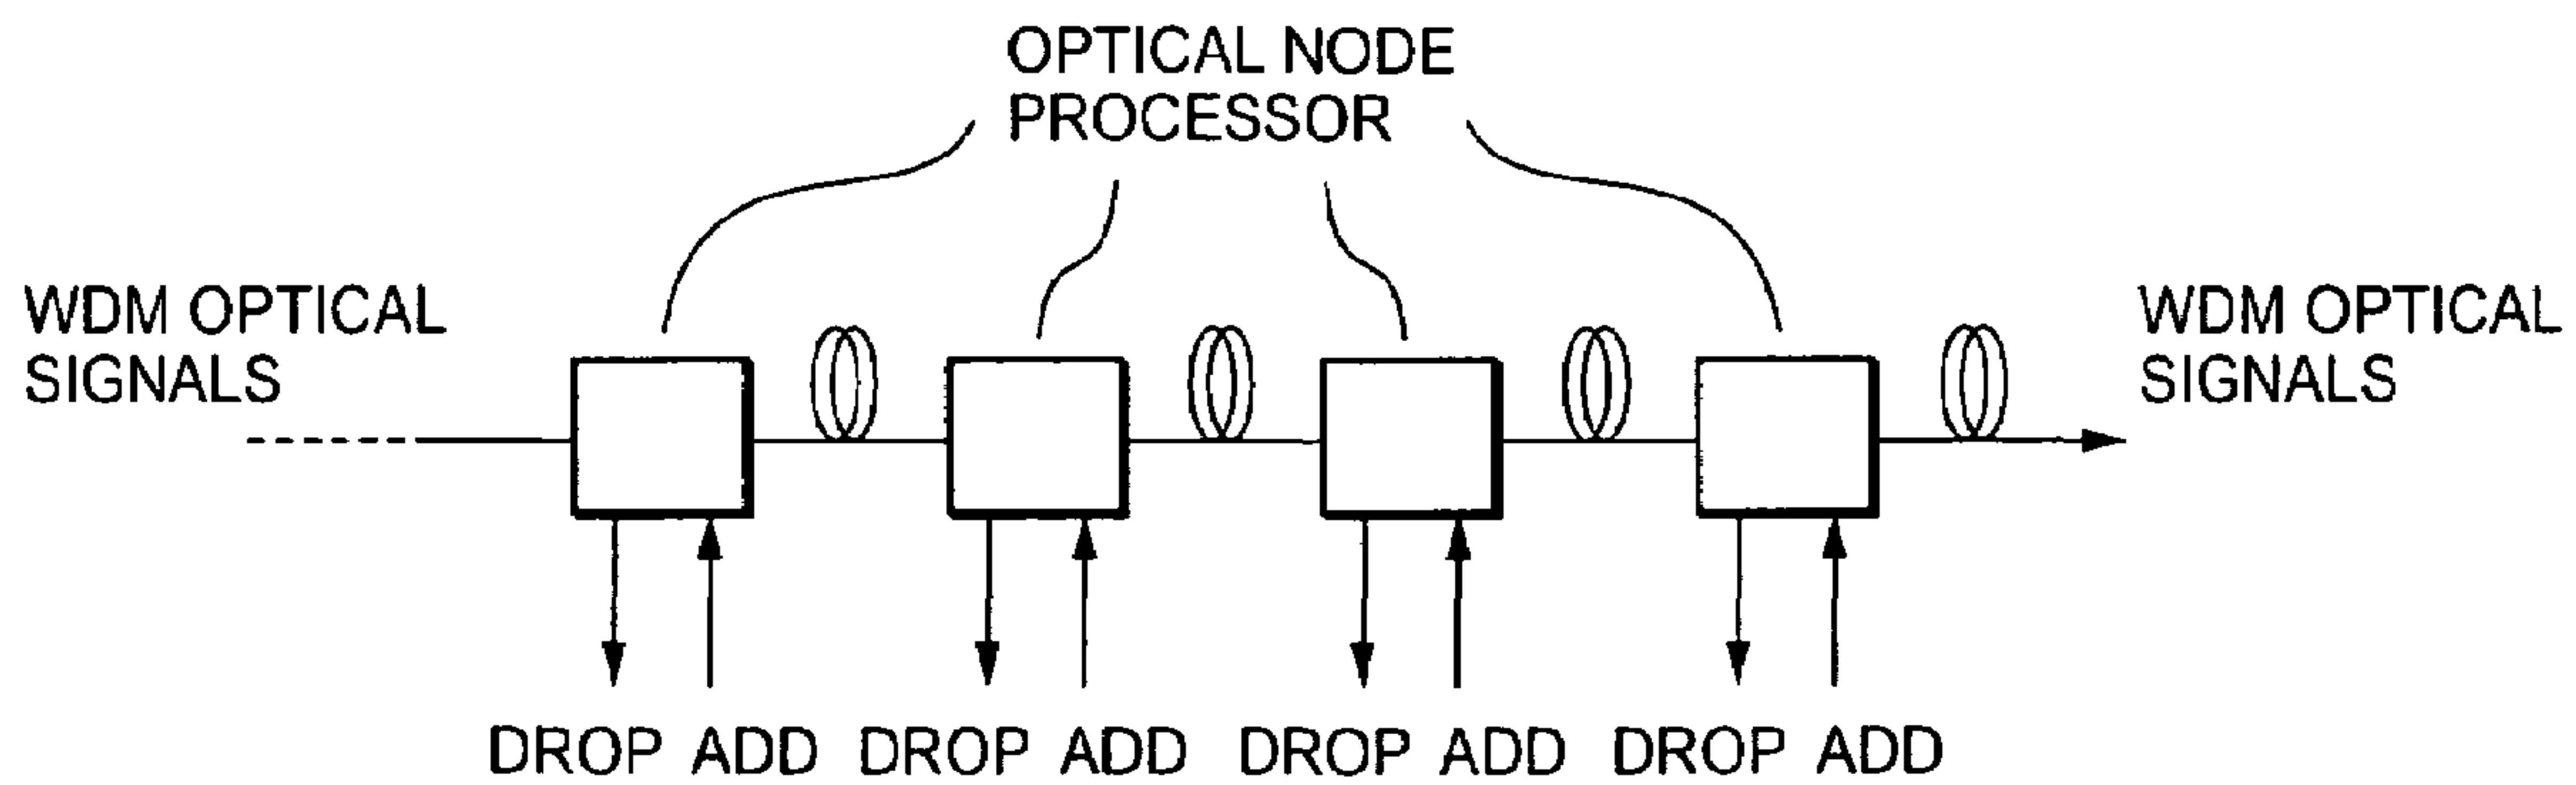 OPTICAL NODE
PROCESSOR
WDM OPTICAL
SIGNALS
WDM OPTICAL
SIGNALS
DROP ADD DROP ADD DROP ADD DROP ADD